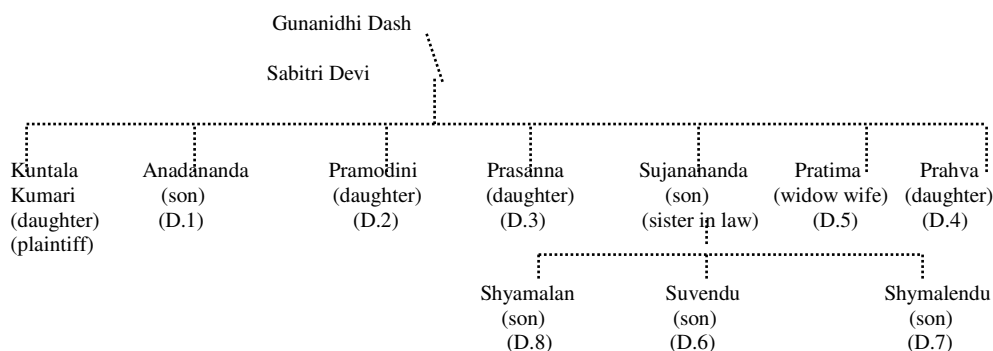 Gunanidhi Dash
Sabitri Devi
Kuntala Anadananda Pramodini Prasanna Sujanananda Pratima Prahva
Kumari (son) (daughter) (daughter) (son) (widow wife) (daughter)
(daughter) (D.1) (D.2) (D.3) (sister in law) (D.5) (D.4)
(plaintiff)
Shyamalan Suvendu Shymalendu
(son) (son) (son)
(D.8) (D.6) (D.7)